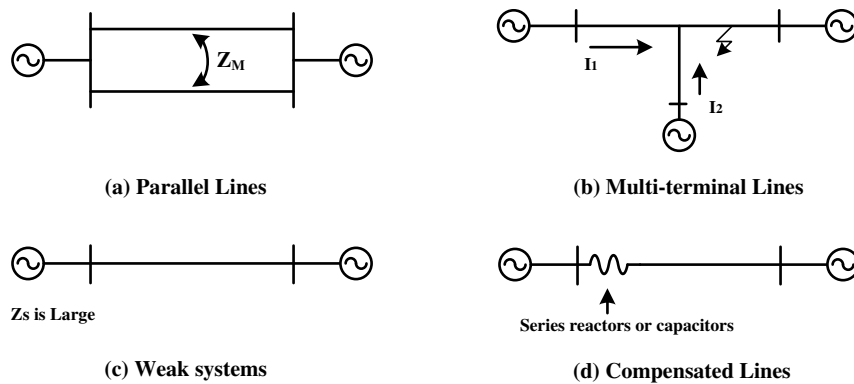 Z_M
(a) Parallel Lines
I1
I2
(b) Multi-terminal Lines
Zs is Large
(c) Weak systems
Series reactors or capacitors
(d) Compensated Lines